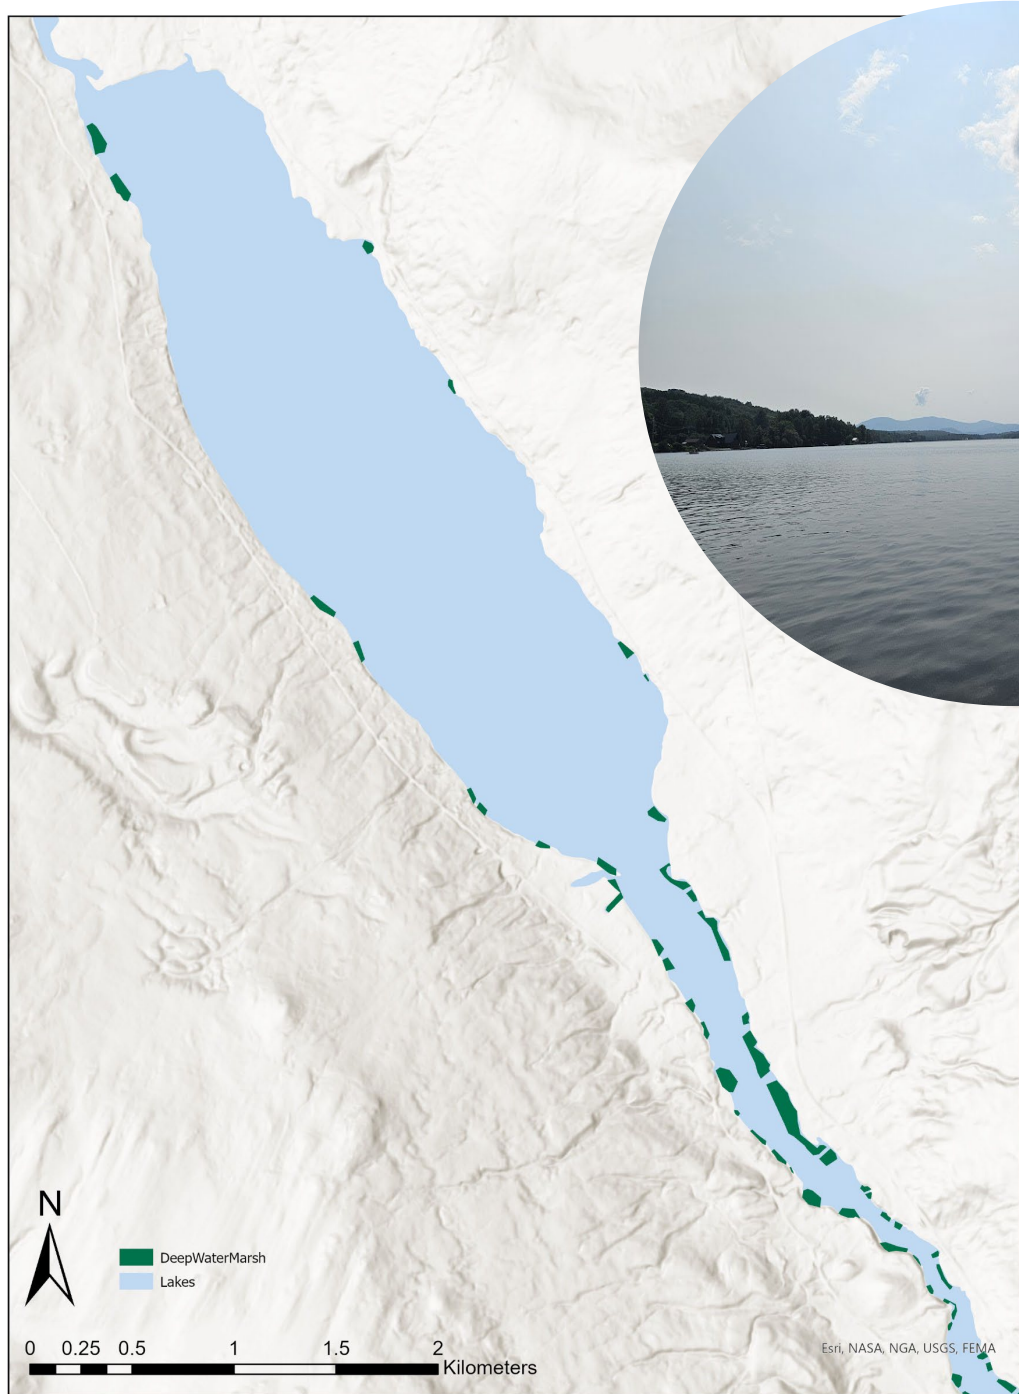 N
DeepWaterMarsh
Lakes
0 0.25 0.5 1 1.5 2
Kilometers
Esri, NASA, NGA, USGS, FEMA